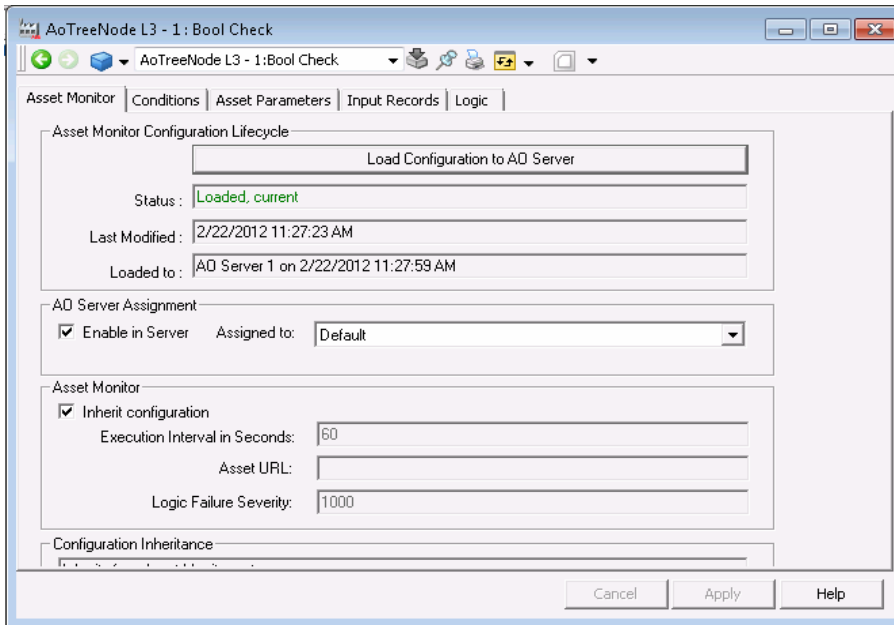 AoTreeNode L3 - 1 : Bool Check
AoTreeNode L3 - 1:Bool Check
Asset Monitor Conditions Asset Parameters Input Records Logic
Asset Monitor Configuration Lifecycle
Load Configuration to AO Server
Status : Loaded, current
Last Modified : 2/22/2012 11:27:23 AM
Loaded to : AO Server 1 on 2/22/2012 11:27:59 AM
AO Server Assignment
Enable in Server Assigned to: Default
Asset Monitor
Inherit configuration
Execution Interval in Seconds: 60
Asset URL:
Logic Failure Severity: 1000
Configuration Inheritance
Cancel Apply Help